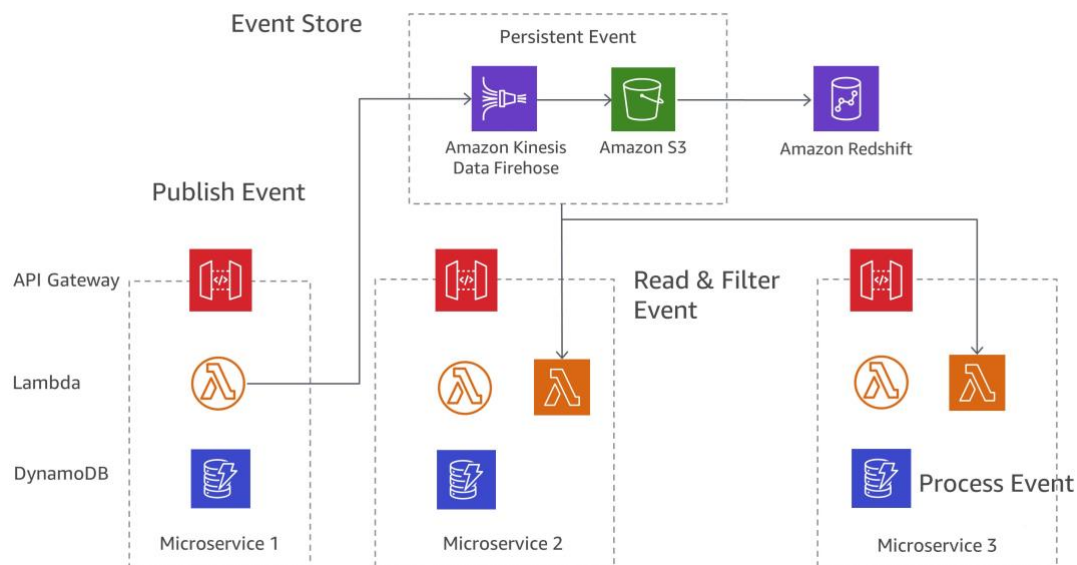 Event Store
Persistent Event
Amazon Kinesis
Data Firehose
Amazon S3
Amazon Redshift
Publish Event
API Gateway
Read & Filter
Event
Lambda
DynamoDB
Process Event
Microservice 1
Microservice 2
Microservice 3